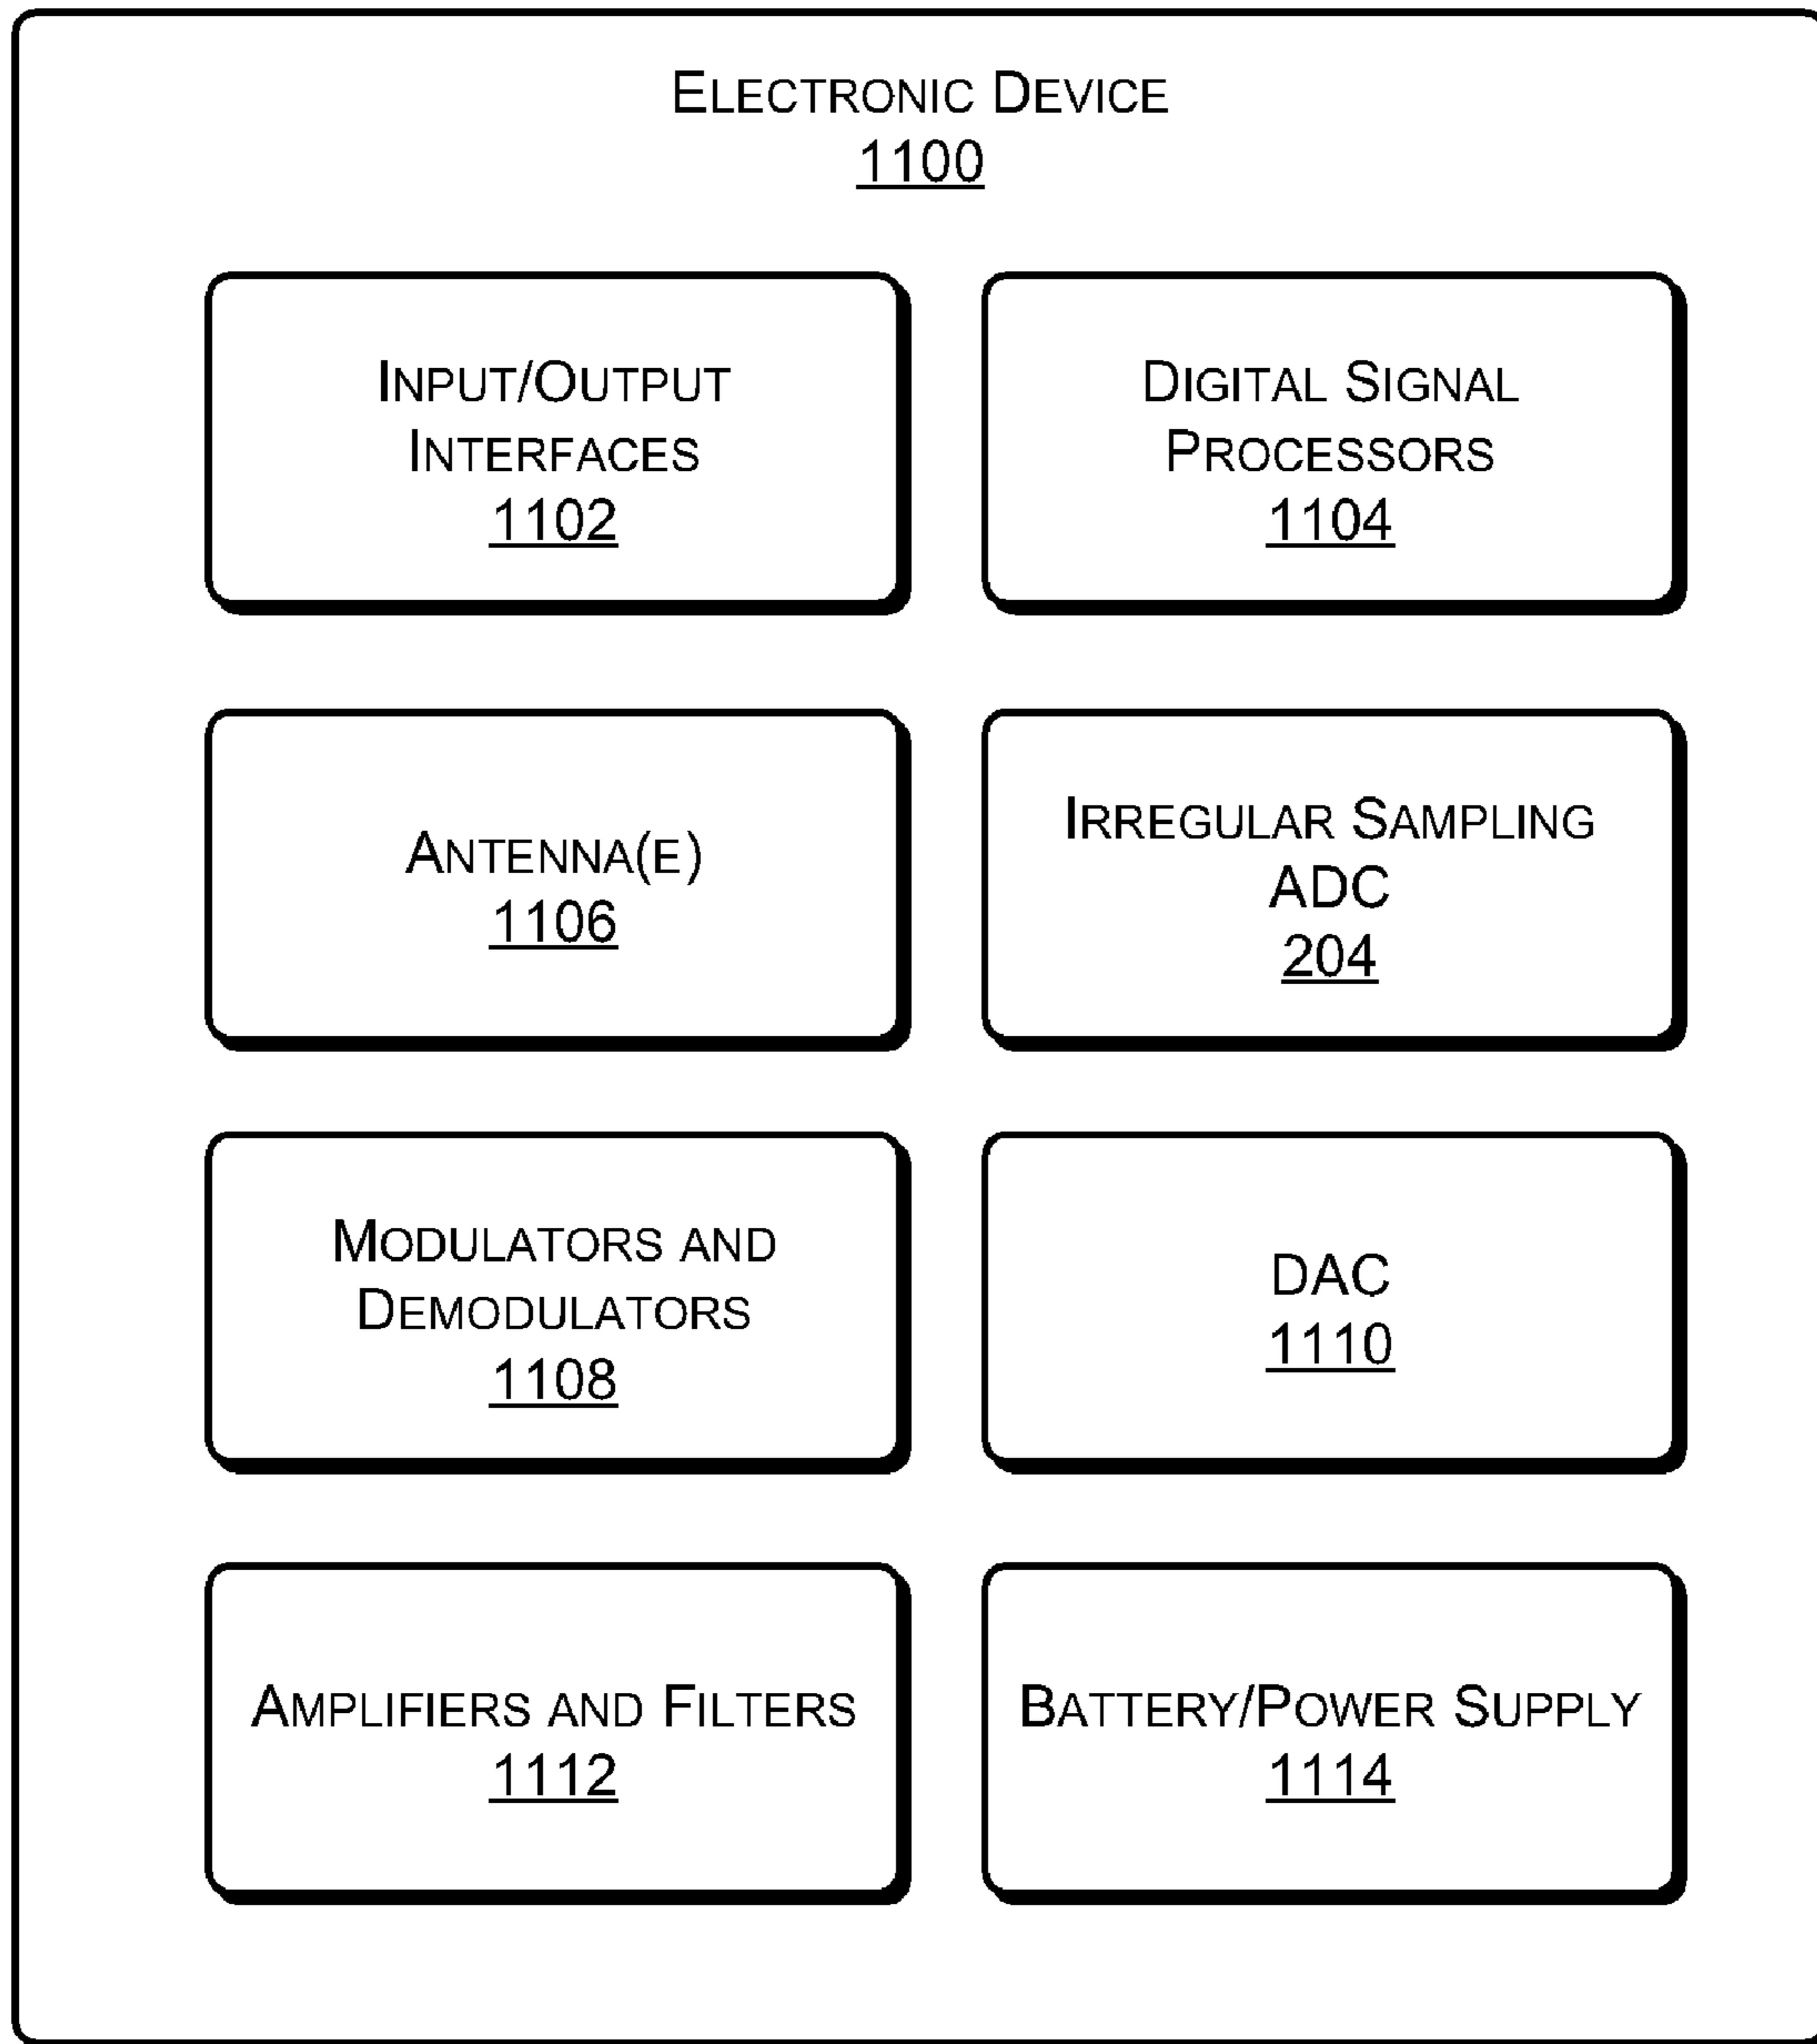 ELECTRONIC DEVICE
1100
INPUT/OUTPUT
INTERFACES
1102
DIGITAL SIGNAL
PROCESSORS
1104
ANTENNA(E)
1106
IRREGULAR SAMPLING
ADC
204
MODULATORS AND
DEMODULATORS
1108
DAC
1110
AMPLIFIERS AND FILTERS
1112
BATTERY/POWER SUPPLY
1114